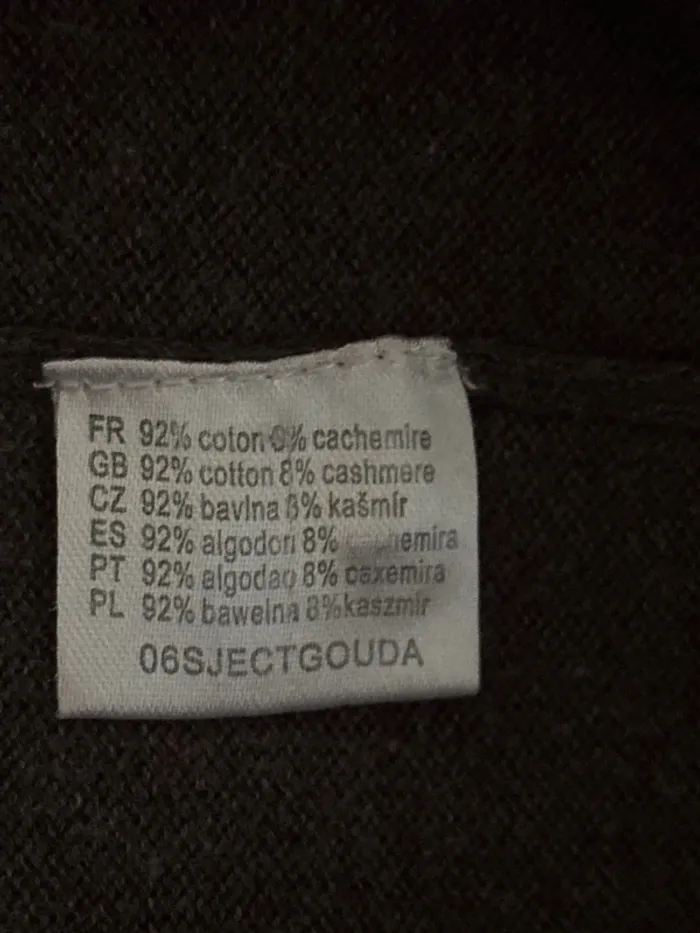 FR 92% coton 8% cachemire
GB 92% cotton 8% cashmere
CZ 92% bavlna 8% kašmír
ES 92% algodon 8%
PT 92% algodao 8% caxemira
PL 92% bawelna 8%kaszmir
06SJECTGOUDA